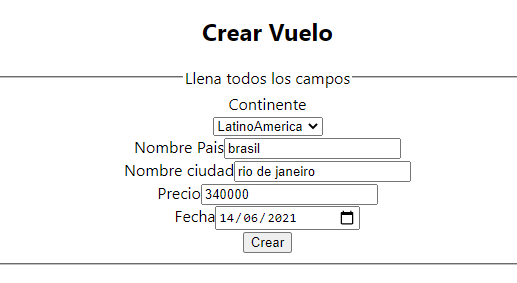 Crear Vuelo
Llena todos los campos
Continente
LatinoAmerica
Nombre Pais brasil
Nombre ciudad rio de janeiro
Precio 340000
Fecha 14/06/2021
Crear